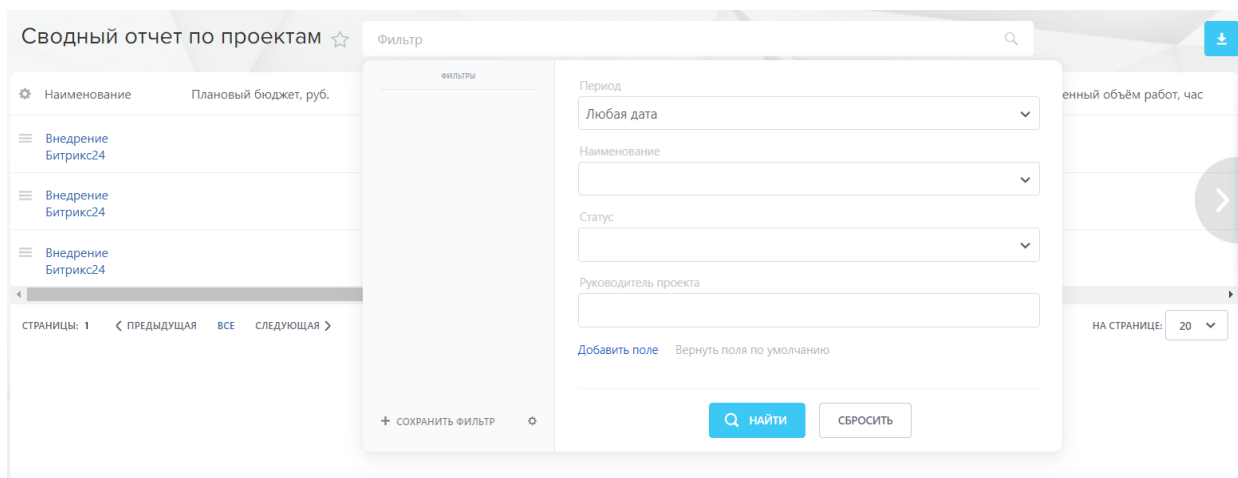 Сводный отчет по проектам
Фильтр
ФИЛЬТРЫ
Период
Наименование
Плановый бюджет, руб.
енный объём работ, час
Любая дата
Внедрение
Битрикс24
Наименование
Внедрение
Битрикс24
Статус
Внедрение
Битрикс24
Руководитель проекта
СТРАНИЦЫ: 1
ПРЕДЫДУЩАЯ
ВСЕ
СЛЕДУЮЩАЯ
НА СТРАНИЦЕ:
20
Добавить поле
Вернуть поля по умолчанию
+ СОХРАНИТЬ ФИЛЬТР
НАЙТИ
СБРОСИТЬ